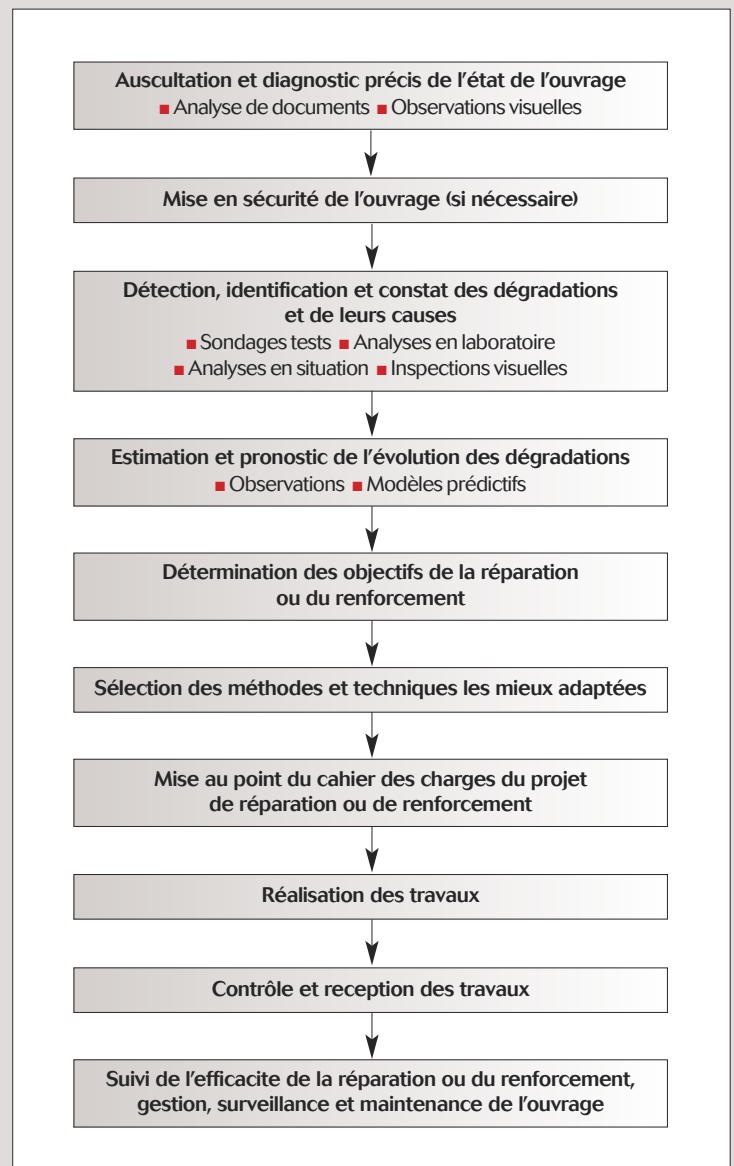 Auscultation et diagnostic précis de l'état de l'ouvrage
■ Analyse de documents ■ Observations visuelles
Mise en sécurité de l'ouvrage (si nécessaire)
Détection, identification et constat des dégradations
et de leurs causes
■ Sondages tests ■ Analyses en laboratoire
■ Analyses en situation ■ Inspections visuelles
Estimation et pronostic de l'évolution des dégradations
■ Observations ■ Modèles prédictifs
Détermination des objectifs de la réparation
ou du renforcement
Sélection des méthodes et techniques les mieux adaptées
Mise au point du cahier des charges du projet
de réparation ou de renforcement
Réalisation des travaux
Contrôle et reception des travaux
Suivi de l'efficacite de la réparation ou du renforcement,
gestion, surveillance et maintenance de l'ouvrage